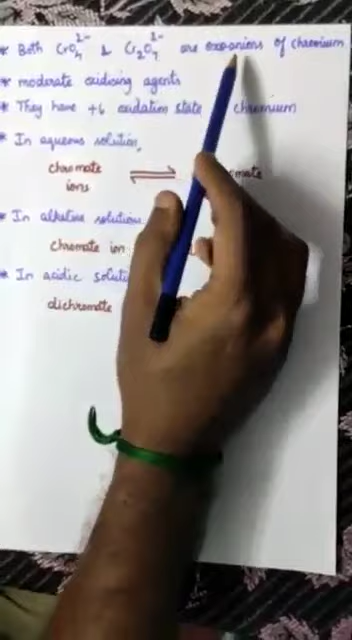 * Both CrO₄²⁻ & Cr₂O₇²⁻ are oxoanions of chromium
* moderate oxidising agents
* They have +6 oxidation state chromium
* In aqueous solution,
chromate ⇌
ions
* In alkaline solution
chromate ion
* In acidic
dichromate